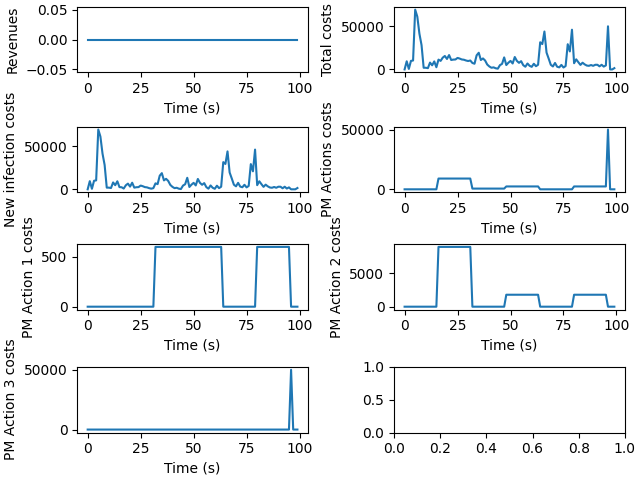 Revenues
0.05
0.00
−0.05
0 25 50 75 100
Time (s)
Total costs
50000
0
0 25 50 75 100
Time (s)
New infection costs
50000
0
0 25 50 75 100
Time (s)
PM Actions costs
50000
0
0 25 50 75 100
Time (s)
PM Action 1 costs
500
0
0 25 50 75 100
Time (s)
PM Action 2 costs
5000
0
0 25 50 75 100
Time (s)
PM Action 3 costs
50000
0
0 25 50 75 100
Time (s)
1.0
0.5
0.0
0.0 0.2 0.4 0.6 0.8 1.0